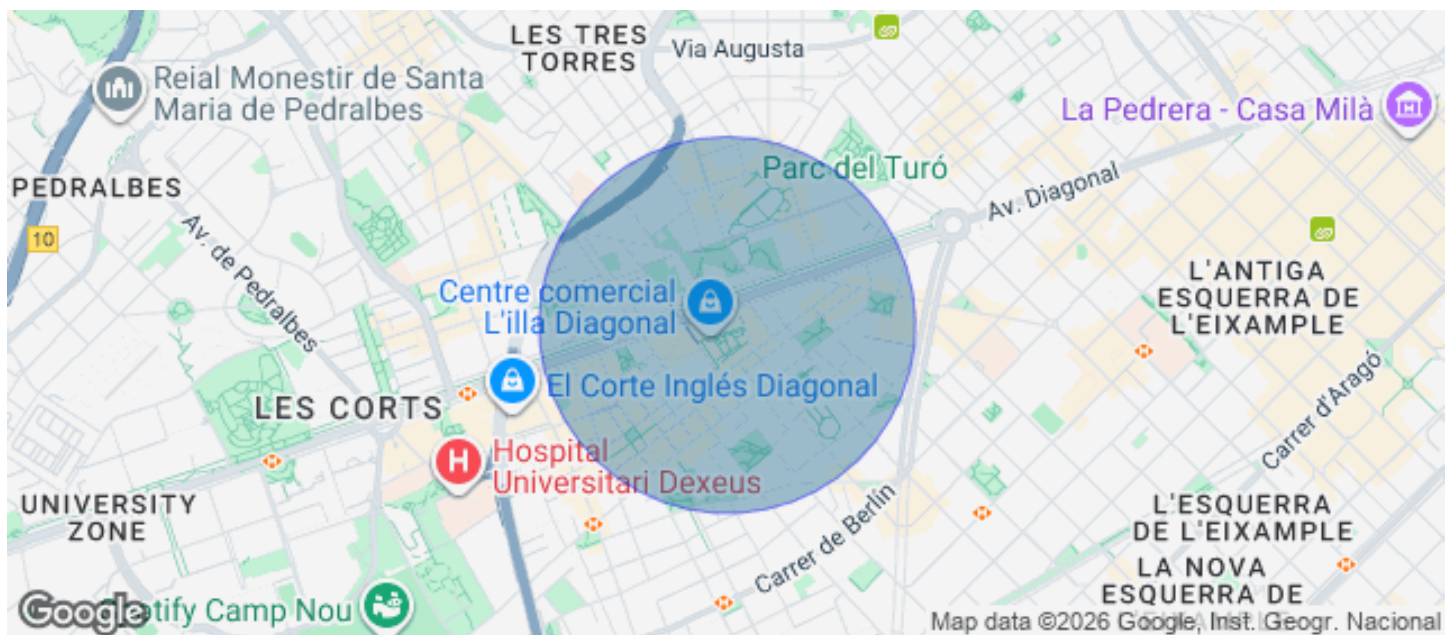 LES TRES
TORRES
Via Augusta
Reial Monestir de Santa
Maria de Pedralbes
La Pedrera - Casa Milà
Parc del Turó
PEDRALBES
Av. Diagonal
10
Av. de Pedralbes
L'ANTIGA
ESQUERRA DE
L'EIXAMPLE
Centre comercial
L'illa Diagonal
El Corte Inglés Diagonal
LES CORTS
Carrer d'Aragó
H
Hospital
Universitari Dexeus
UNIVERSITY
ZONE
L'ESQUERRA
DE L'EIXAMPLE
Carrer de Berlín
LA NOVA
ESQUERRA DE
Google
Camp Nou
Map data ©2026 Google, Inst. Geogr. Nacional